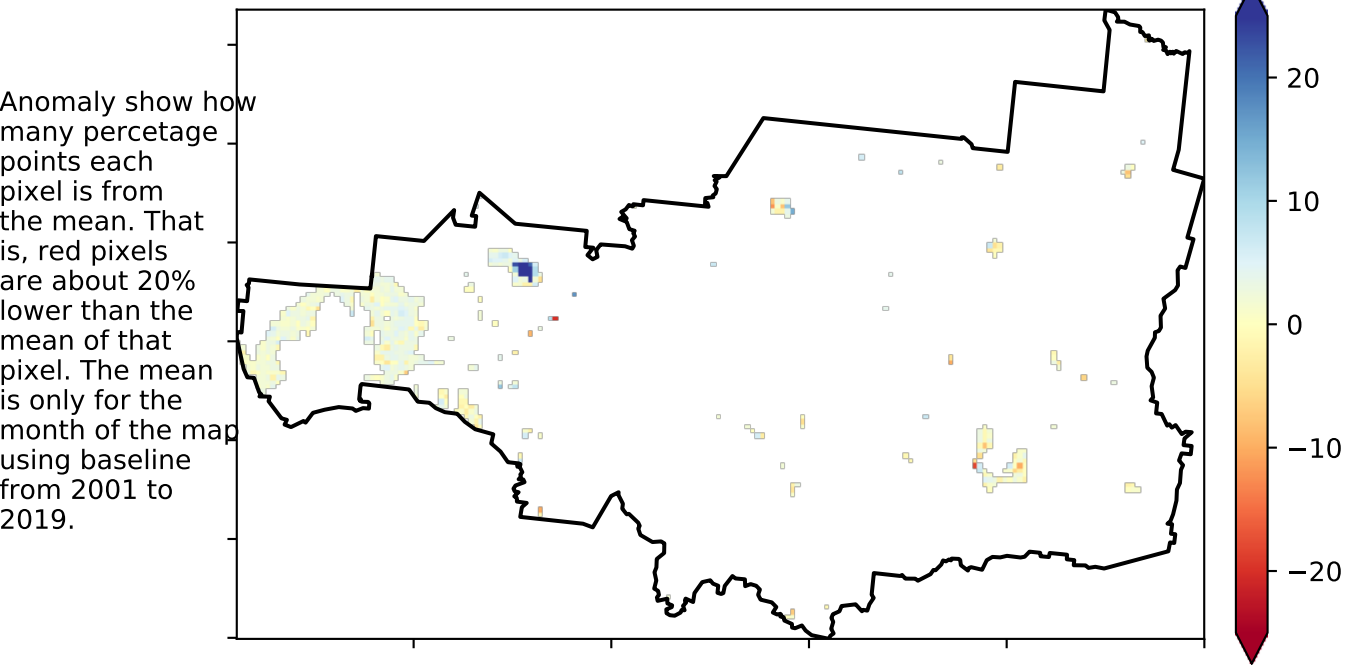 Anomaly show how
many percetage
points each
pixel is from
the mean. That
is, red pixels
are about 20%
lower than the
mean of that
pixel. The mean
is only for the
month of the map
using baseline
from 2001 to
2019.
20
10
0
−10
−20